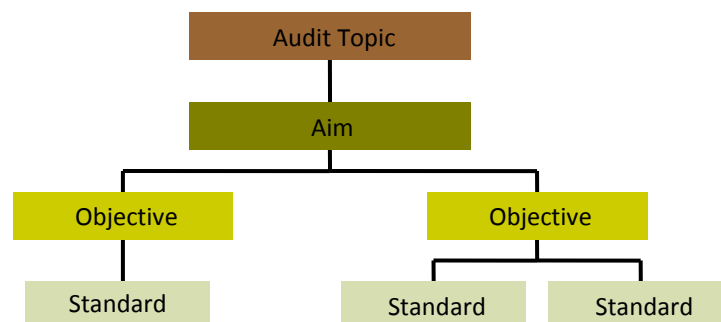 Audit Topic
Aim
Objective
Objective
Standard
Standard
Standard